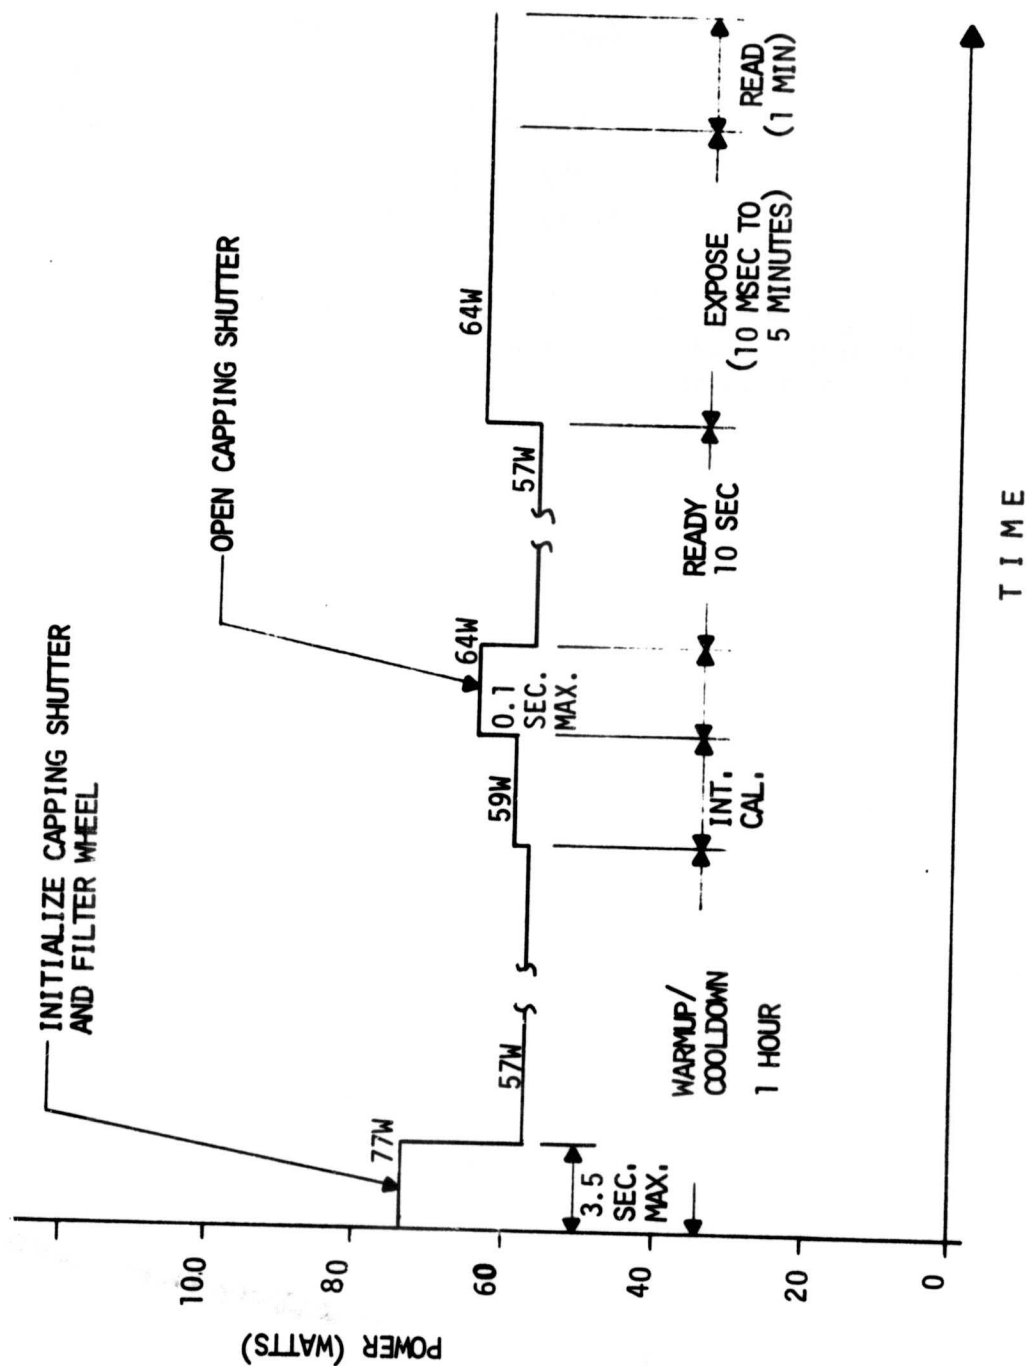 INITIALIZE CAPPING SHUTTER
AND FILTER WHEEL
OPEN CAPPING SHUTTER
POWER (WATTS)
100
80
60
40
20
0
77W
57W
59W
64W
57W
64W
0.1
SEC.
MAX.
3.5
SEC.
MAX.
WARMUP/
COOLDOWN
1 HOUR
INT.
CAL.
READY
10 SEC
EXPOSE
(10 MSEC TO
5 MINUTES)
READ
(1 MIN)
TIME